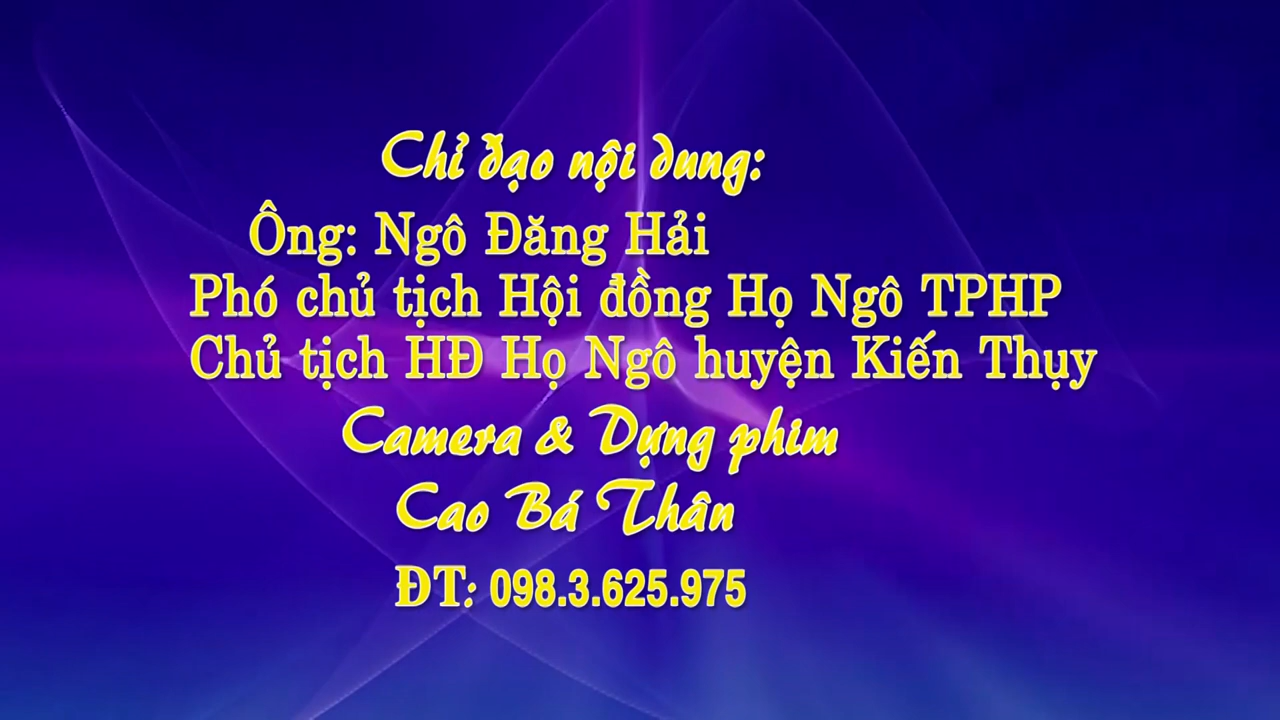 Chỉ đạo nội dung:
Ông: Ngô Đăng Hải
Phó chủ tịch Hội đồng Họ Ngô TPHP
Chủ tịch HĐ Họ Ngô huyện Kiến Thụy
Camera & Dựng phim
Cao Bá Thân
ĐT: 098.3.625.975